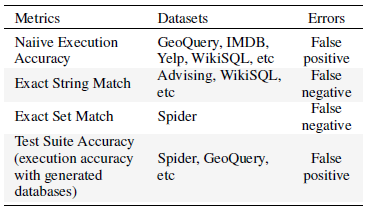 Metrics Datasets Errors
Naiive Execution GeoQuery, IMDB, False
Accuracy Yelp, WikiSQL, etc positive
Exact String Match Advising, WikiSQL, False
etc negative
Exact Set Match Spider False
negative
Test Suite Accuracy
(execution accuracy Spider, GeoQuery, False
with generated etc positive
databases)